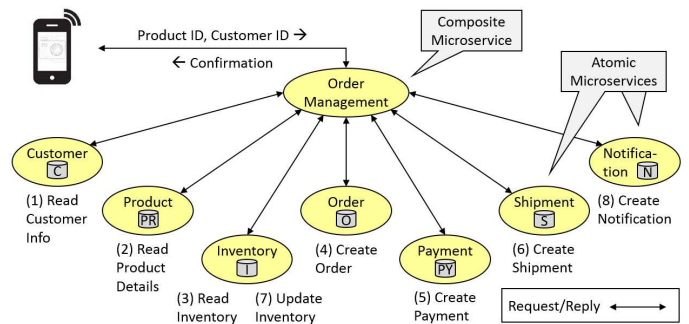 Product ID, Customer ID →
← Confirmation
Composite
Microservice
Atomic
Microservices
Order
Management
Customer
C
(1) Read
Customer
Info
Product
PR
(2) Read
Product
Details
Inventory
I
(3) Read
Inventory
(7) Update
Inventory
Order
O
(4) Create
Order
Payment
PY
(5) Create
Payment
Shipment
S
(6) Create
Shipment
Notifica-
tion N
(8) Create
Notification
Request/Reply